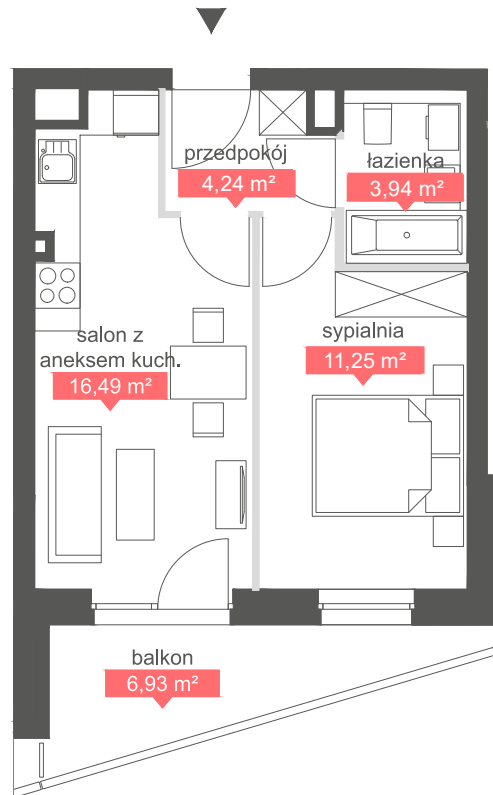 przedpokój
4,24 m²
łazienka
3,94 m²
salon z
aneksem kuch.
16,49 m²
sypialnia
11,25 m²
balkon
6,93 m²